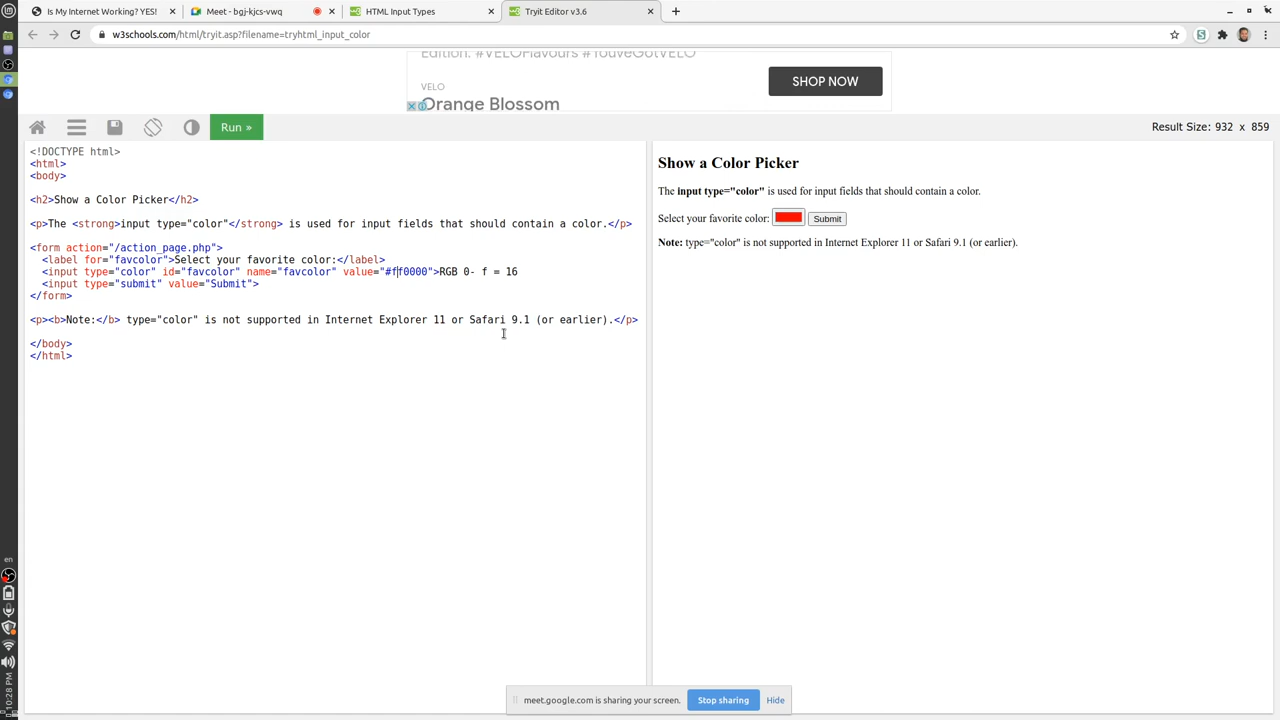 Is My Internet Working? YES!
Meet - bgj-kjcs-vwq
HTML Input Types
Tryit Editor v3.6
w3schools.com/html/tryit.asp?filename=tryhtml_input_color
Edition. #VELOFlavours #YouveGotVELO
VELO
Orange Blossom
SHOP NOW
Run »
Result Size: 932 x 859
<!DOCTYPE html>
<html>
<body>
<h2>Show a Color Picker</h2>
<p>The <strong>input type="color"</strong> is used for input fields that should contain a color.</p>
<form action="/action_page.php">
<label for="favcolor">Select your favorite color:</label>
<input type="color" id="favcolor" name="favcolor" value="#ff0000">RGB 0- f = 16
<input type="submit" value="Submit">
</form>
<p><b>Note:</b> type="color" is not supported in Internet Explorer 11 or Safari 9.1 (or earlier).</p>
</body>
</html>
Show a Color Picker
The input type="color" is used for input fields that should contain a color.
Select your favorite color: Submit
Note: type="color" is not supported in Internet Explorer 11 or Safari 9.1 (or earlier).
en
10:28 PM
meet.google.com is sharing your screen.
Stop sharing
Hide